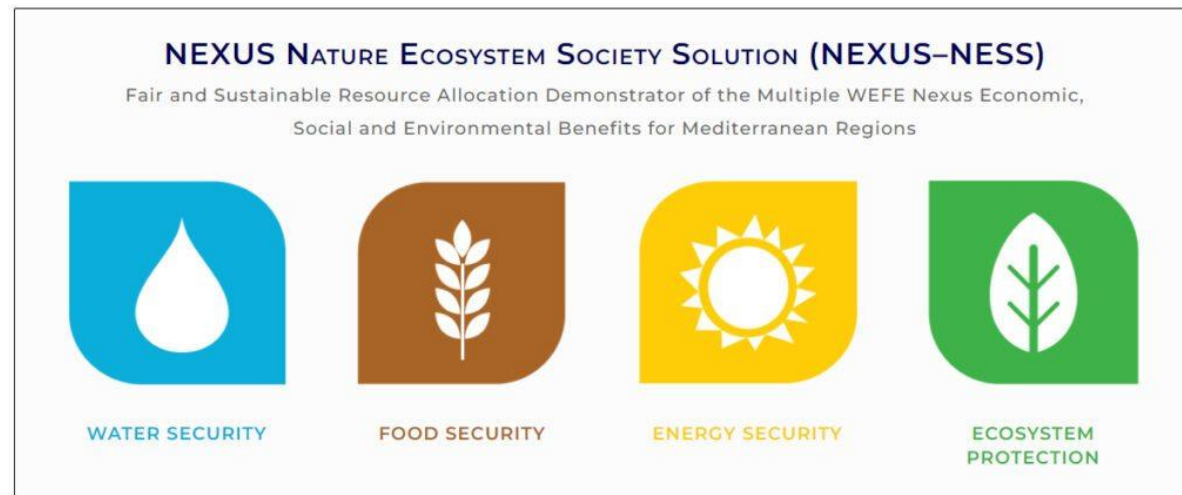 NEXUS NATURE ECOSYSTEM SOCIETY SOLUTION (NEXUS–NESS)
Fair and Sustainable Resource Allocation Demonstrator of the Multiple WEFE Nexus Economic,
Social and Environmental Benefits for Mediterranean Regions
WATER SECURITY
FOOD SECURITY
ENERGY SECURITY
ECOSYSTEM
PROTECTION